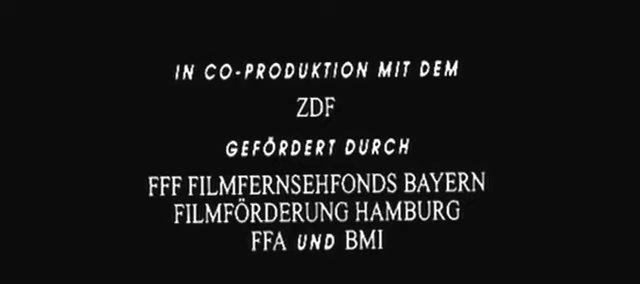 IN CO-PRODUKTION MIT DEM
ZDF
GEFÖRDERT DURCH
FFF FILMFERNSEHFONDS BAYERN
FILMFÖRDERUNG HAMBURG
FFA UND BMI